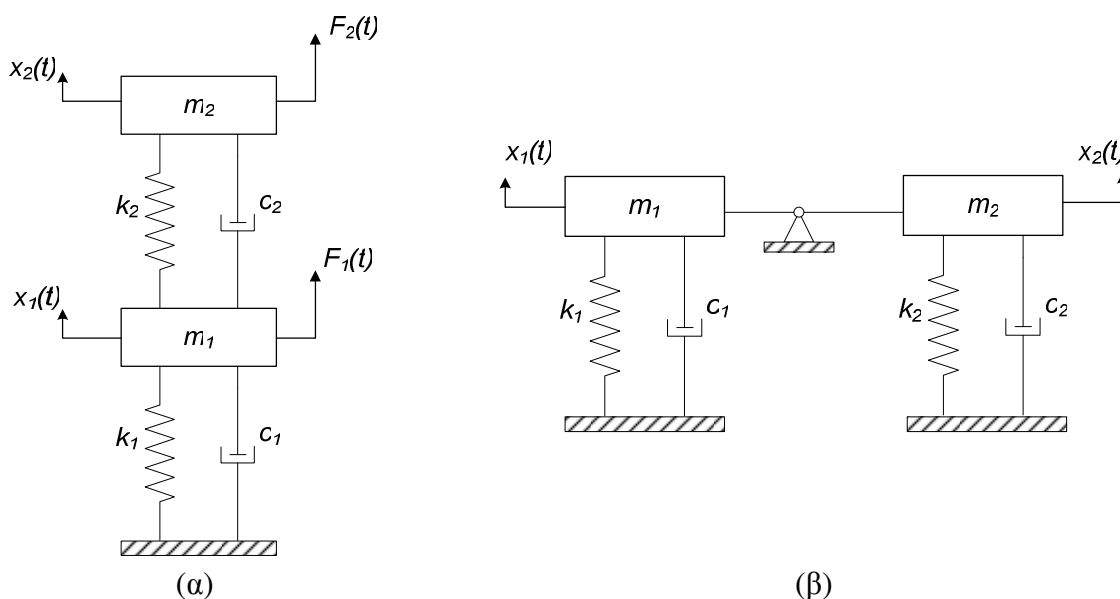 F₂(t)
x₂(t)
m₂
k₂
c₂
F₁(t)
x₁(t)
m₁
k₁
c₁
(α)
x₁(t)
x₂(t)
m₁
m₂
k₁
c₁
k₂
c₂
(β)